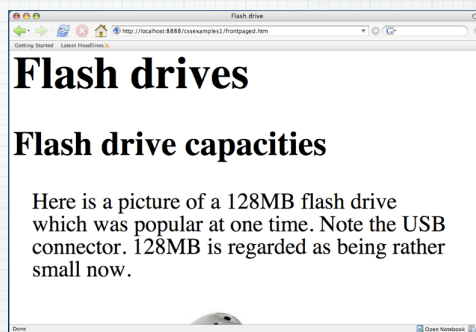 Flash drive
http://localhost:8888/cssexamples1/frontpaged.htm
Getting Started Latest Headlines
Flash drives
Flash drive capacities
Here is a picture of a 128MB flash drive
which was popular at one time. Note the USB
connector. 128MB is regarded as being rather
small now.
Done
Open Notebook